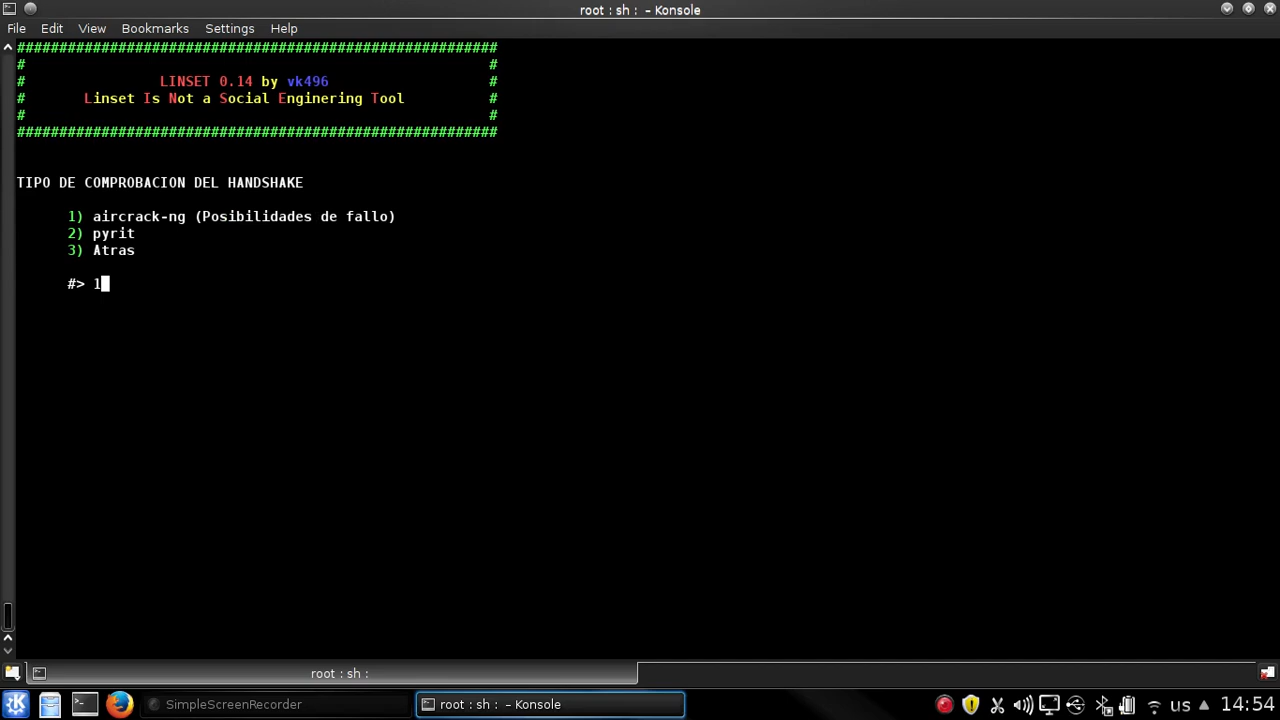 root : sh :  – Konsole
File Edit View Bookmarks Settings Help
#########################################################
# #
# LINSET 0.14 by vk496 #
# Linset Is Not a Social Enginering Tool #
# #
#########################################################
TIPO DE COMPROBACION DEL HANDSHAKE
1) aircrack-ng (Posibilidades de fallo)
2) pyrit
3) Atras
#> 1
root : sh :
SimpleScreenRecorder
root : sh :  – Konsole
us
14:54